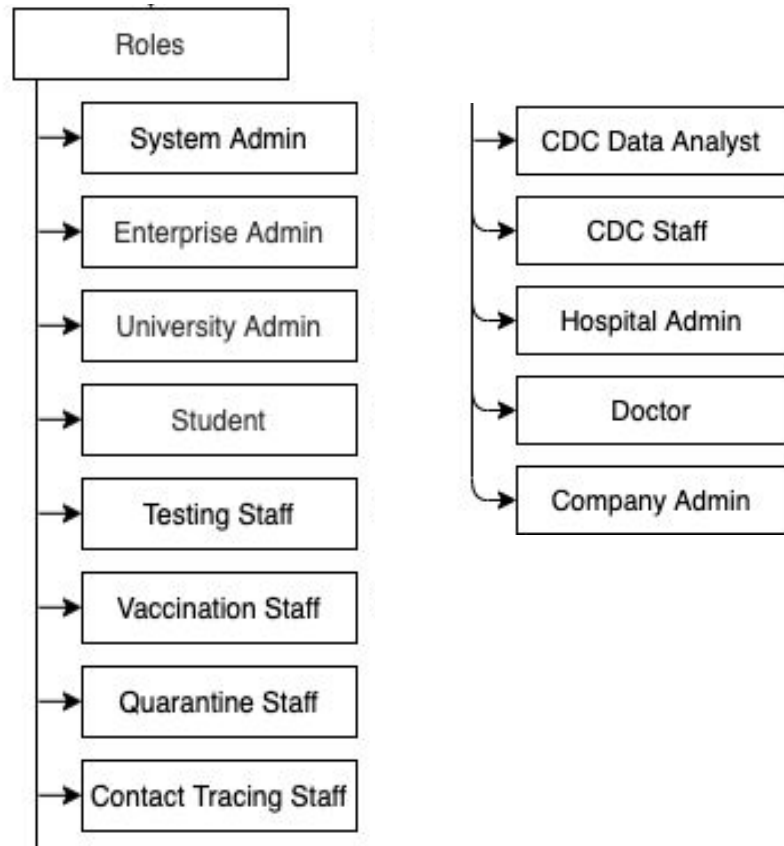 Roles
System Admin
Enterprise Admin
University Admin
Student
Testing Staff
Vaccination Staff
Quarantine Staff
Contact Tracing Staff
CDC Data Analyst
CDC Staff
Hospital Admin
Doctor
Company Admin